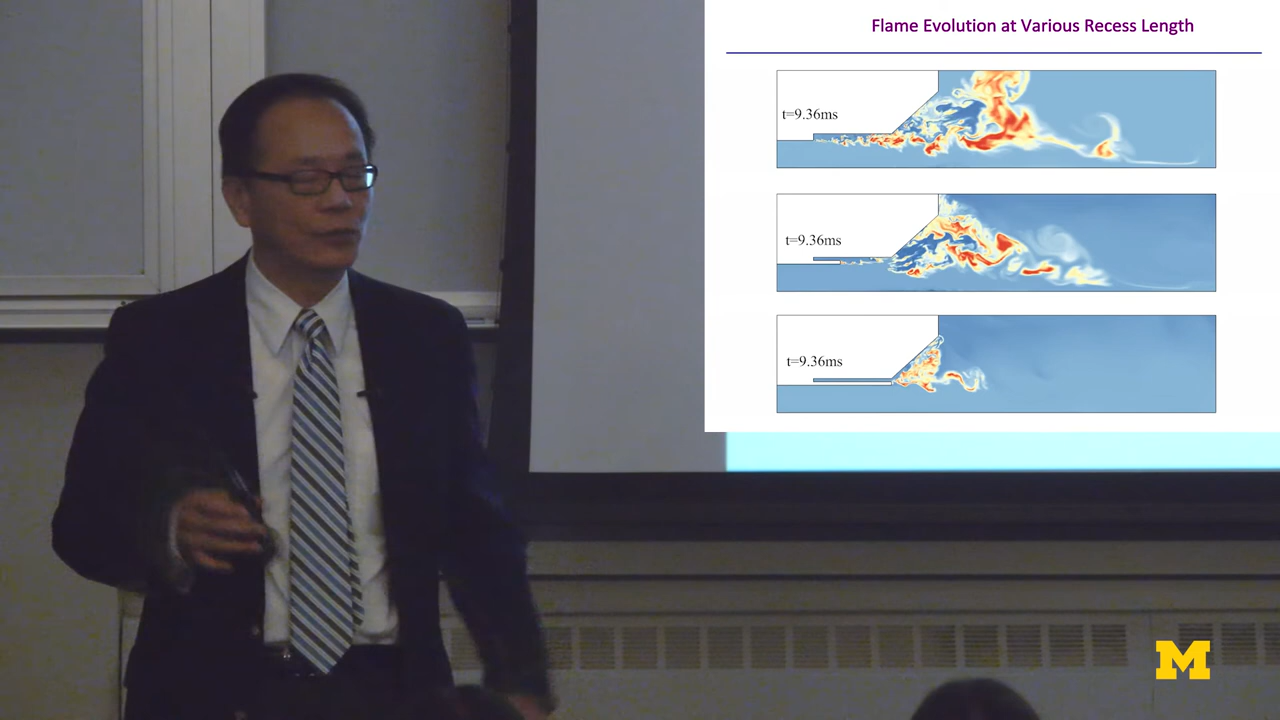 Flame Evolution at Various Recess Length
t=9.36ms
t=9.36ms
t=9.36ms
M